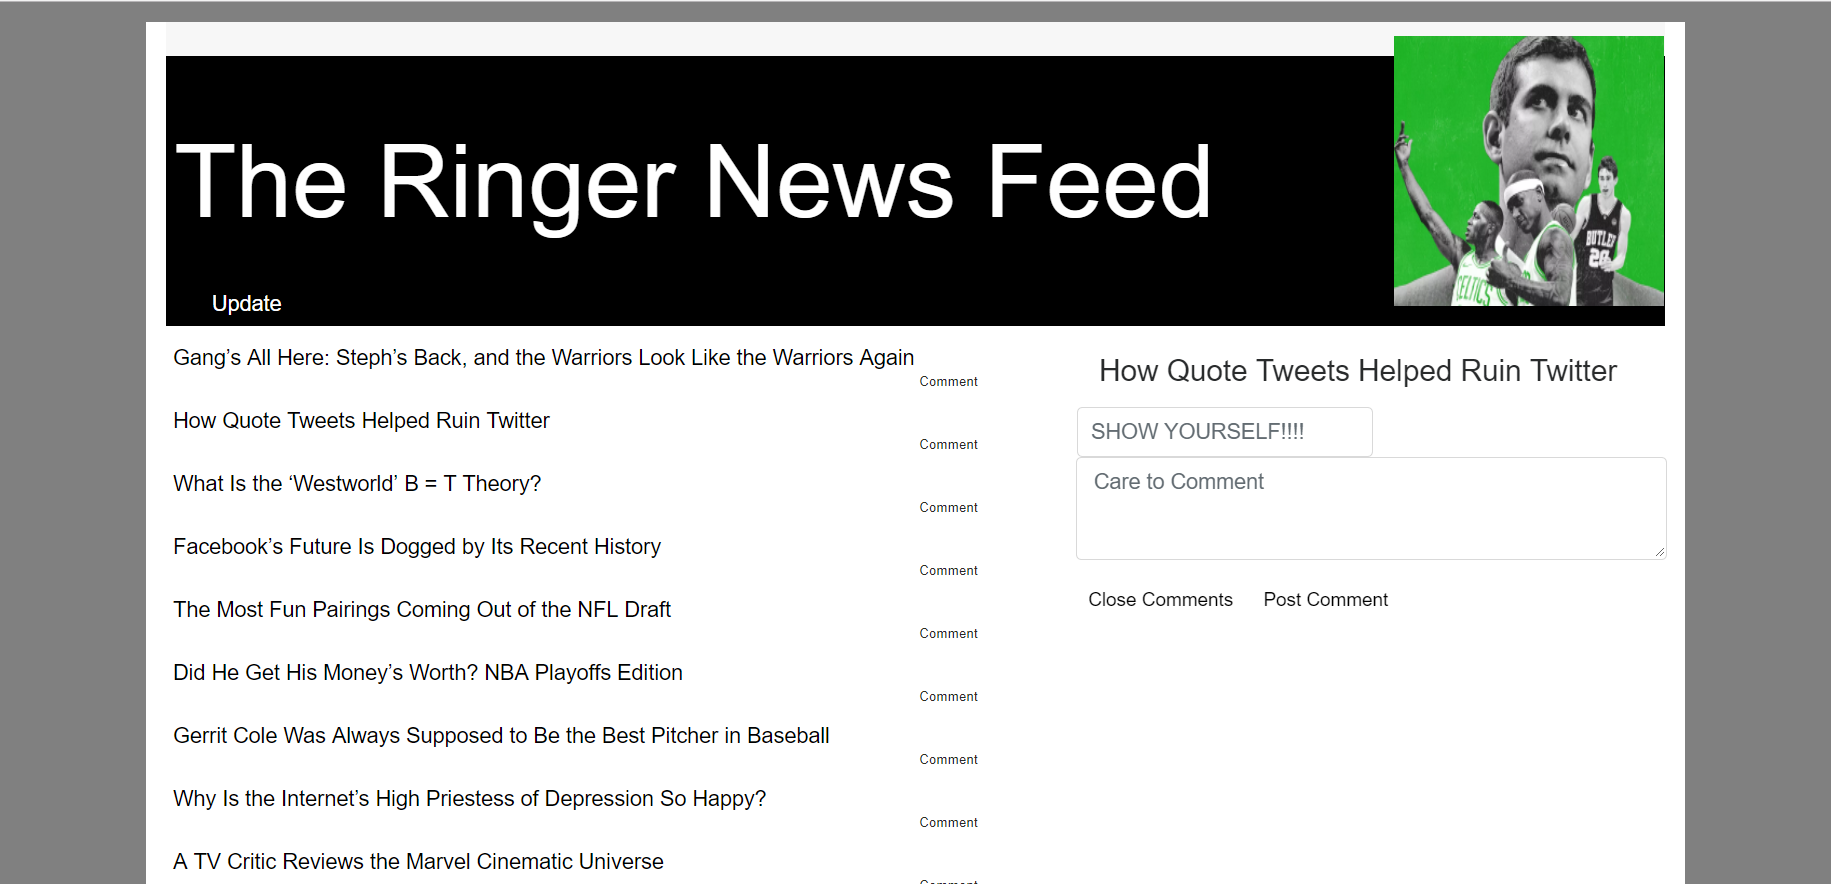 The Ringer News Feed
BUTLER
20
CELTICS
Update
Gang’s All Here: Steph’s Back, and the Warriors Look Like the Warriors Again
Comment
How Quote Tweets Helped Ruin Twitter
Comment
What Is the ‘Westworld’ B = T Theory?
Comment
Facebook’s Future Is Dogged by Its Recent History
Comment
The Most Fun Pairings Coming Out of the NFL Draft
Comment
Did He Get His Money’s Worth? NBA Playoffs Edition
Comment
Gerrit Cole Was Always Supposed to Be the Best Pitcher in Baseball
Comment
Why Is the Internet’s High Priestess of Depression So Happy?
Comment
A TV Critic Reviews the Marvel Cinematic Universe
Comment
How Quote Tweets Helped Ruin Twitter
SHOW YOURSELF!!!!
Care to Comment
Close Comments Post Comment